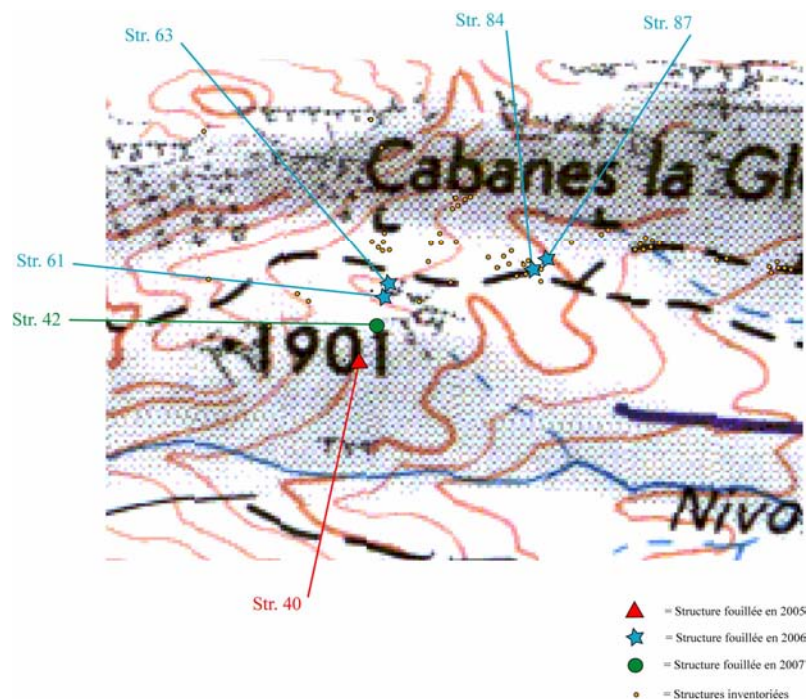 Str. 63
Str. 84
Str. 87
Cabanes la Gl
Str. 61
Str. 42
1901
Nivo
Str. 40
= Structure fouillée en 2005
= Structure fouillée en 2006
= Structure fouillée en 2007
= Structures inventoriées